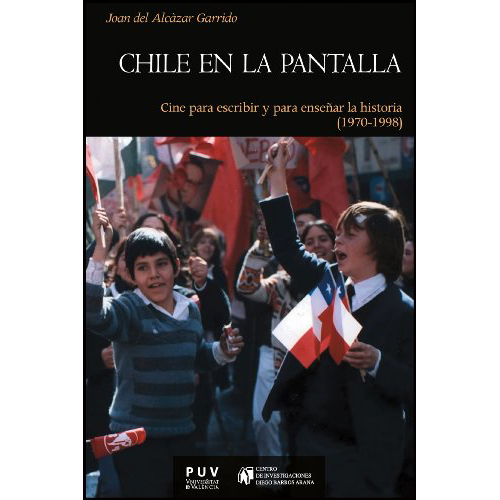 Joan del Alcàzar Garrido
CHILE EN LA PANTALLA
Cine para escribir y para enseñar la historia
(1970-1998)
PUV
UNIVERSITAT
DE VALÈNCIA
CENTRO
DE INVESTIGACIONES
DIEGO BARROS ARANA